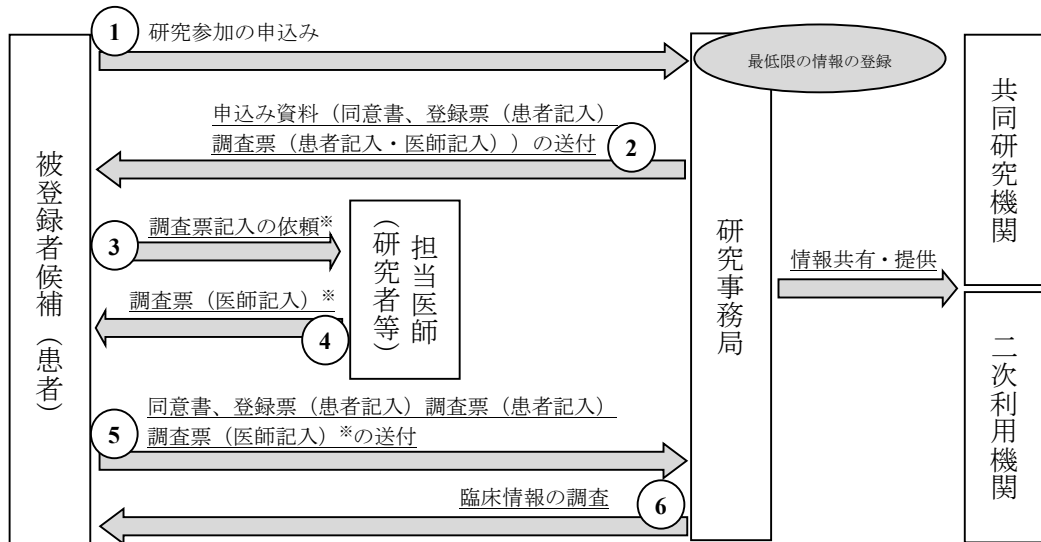 1 研究参加の申込み
最低限の情報の登録
申込み資料（同意書、登録票（患者記入）
調査票（患者記入・医師記入））の送付 2
被登録者候補（患者）
3 調査票記入の依頼※
調査票（医師記入）※
4
担当医師
（研究者等）
5 同意書、登録票（患者記入）調査票（患者記入）
調査票（医師記入）※の送付
臨床情報の調査 6
研究事務局
情報共有・提供
共同研究機関
二次利用機関